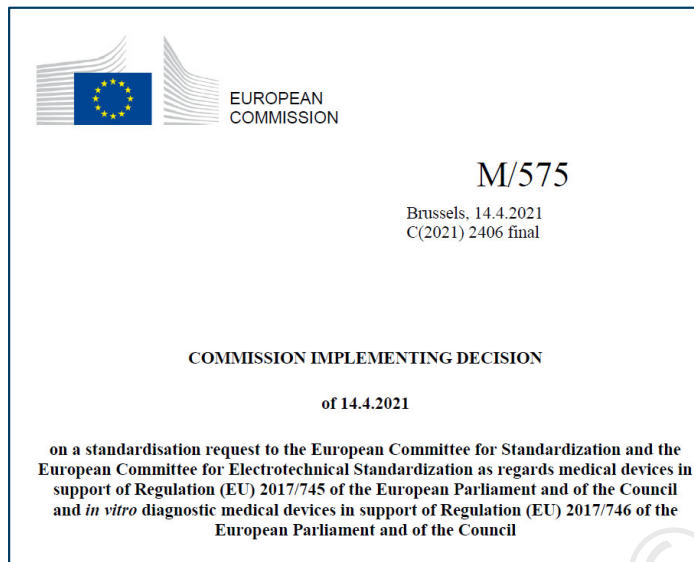 EUROPEAN
COMMISSION
M/575
Brussels, 14.4.2021
C(2021) 2406 final
COMMISSION IMPLEMENTING DECISION
of 14.4.2021
on a standardisation request to the European Committee for Standardization and the
European Committee for Electrotechnical Standardization as regards medical devices in
support of Regulation (EU) 2017/745 of the European Parliament and of the Council
and in vitro diagnostic medical devices in support of Regulation (EU) 2017/746 of the
European Parliament and of the Council